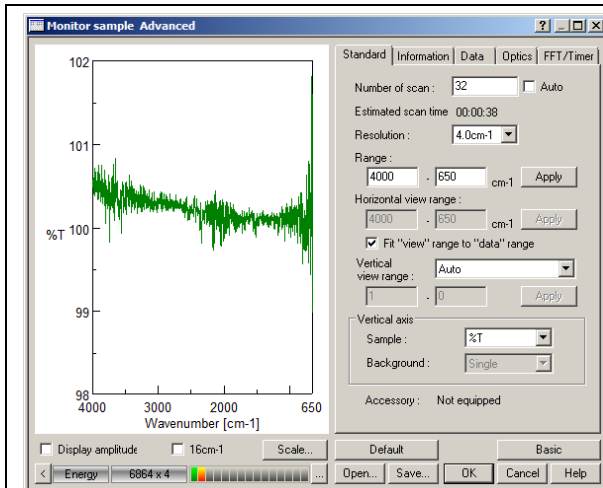 Monitor sample Advanced
102
101
100
99
98
%T
4000 3000 2000 650
Wavenumber [cm-1]
Standard Information Data Optics FFT/Timer
Number of scan : 32 Auto
Estimated scan time 00:00:38
Resolution : 4.0cm-1
Range :
4000 - 650 cm-1 Apply
Horizontal view range :
4000 - 650 cm-1 Apply
Fit "view" range to "data" range
Vertical
view range : Auto
1 - 0 Apply
Vertical axis
Sample : %T
Background : Single
Accessory : Not equipped
Display amplitude 16cm-1 Scale... Default Basic
< Energy 6864 x 4 ... Open... Save... OK Cancel Help